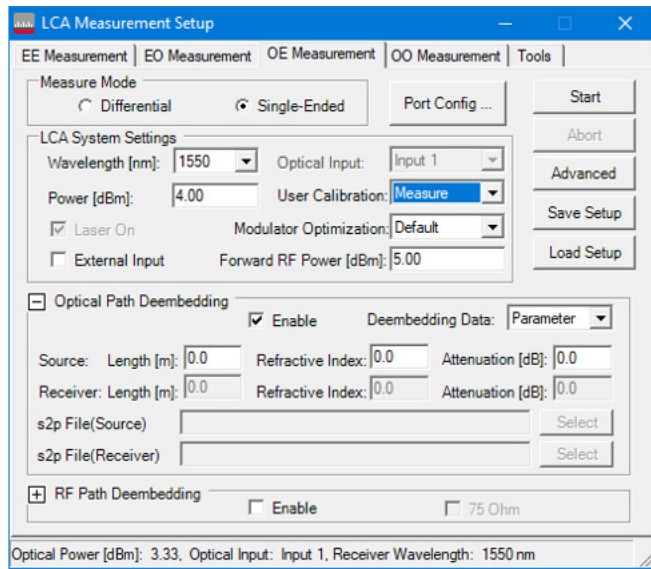 LCA Measurement Setup
EE Measurement EO Measurement OE Measurement OO Measurement Tools
Measure Mode
Differential Single-Ended Port Config ... Start
Abort
LCA System Settings
Wavelength [nm]: 1550 Optical Input: Input 1
Advanced
Power [dBm]: 4.00 User Calibration: Measure
Save Setup
Laser On Modulator Optimization: Default
Load Setup
External Input Forward RF Power [dBm]: 5.00
Optical Path Deembedding
Enable Deembedding Data: Parameter
Source: Length [m]: 0.0 Refractive Index: 0.0 Attenuation [dB]: 0.0
Receiver: Length [m]: 0.0 Refractive Index: 0.0 Attenuation [dB]: 0.0
s2p File(Source) Select
s2p File(Receiver) Select
RF Path Deembedding
Enable 75 Ohm
Optical Power [dBm]: 3.33, Optical Input: Input 1, Receiver Wavelength: 1550 nm